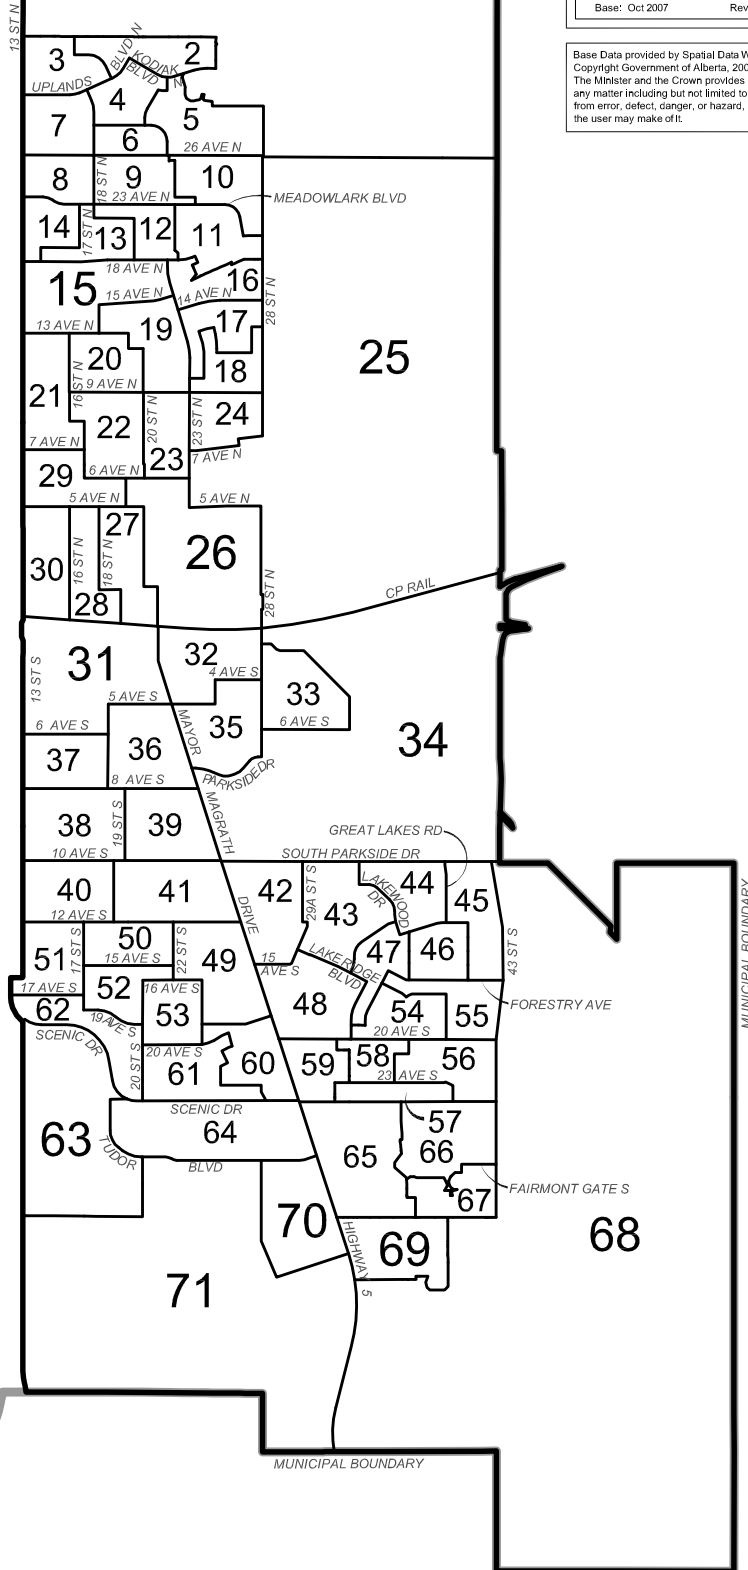 13 ST N
Base: Oct 2007 Rev
Base Data provided by Spatial Data W
Copyright Government of Alberta, 200
The Minister and the Crown provides
any matter including but not limited to
from error, defect, danger, or hazard,
the user may make of it.
3
BLVD N
KODIAK
BLVD N
2
UPLANDS
4
5
7
6
26 AVE N
8
18 ST N
9
10
23 AVE N
MEADOWLARK BLVD
14
17 ST N
13
12
11
18 AVE N
15
16
15 AVE N
14 AVE N
28 ST N
13 AVE N
19
17
25
20
18
16 ST N
9 AVE N
21
22
20 ST N
23 ST N
24
7 AVE N
23
7 AVE N
29
6 AVE N
5 AVE N
5 AVE N
27
26
30
16 ST N
18 ST N
28
28 ST N
CP RAIL
31
32
13 ST S
4 AVE S
33
5 AVE S
6 AVE S
MAYOR
35
6 AVE S
34
37
36
8 AVE S
PARKSIDE DR
MAGRATH
38
19 ST S
39
GREAT LAKES RD
10 AVE S
SOUTH PARKSIDE DR
40
41
42
29A ST S
43
LAKEWOOD
DR
44
45
12 AVE S
DRIVE
MUNICIPAL BOUNDARY
51
17 ST S
50
15 AVE S
22 ST S
49
15
AVE S
LAKERIDGE
BLVD
47
46
43 ST S
17 AVE S
52
16 AVE S
48
54
55
FORESTRY AVE
62
19 AVE S
53
20 AVE S
SCENIC DR
20 ST S
20 AVE S
61
60
59
58
56
23 AVE S
SCENIC DR
57
63
64
TUDOR
BLVD
65
66
67
FAIRMONT GATE S
70
HIGHWAY 5
69
68
71
MUNICIPAL BOUNDARY